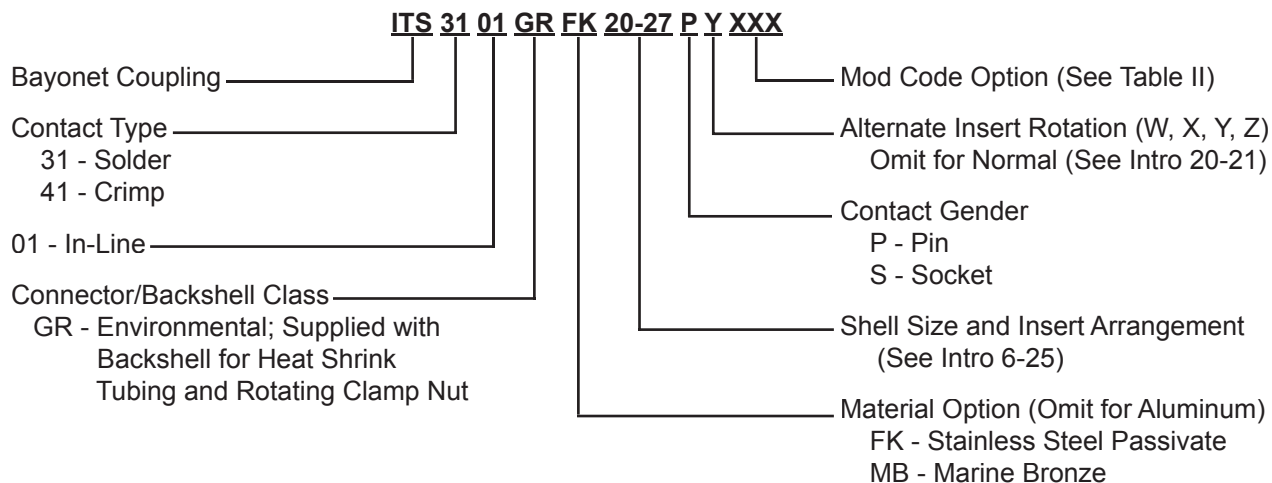 ITS 31 01 GR FK 20-27 P Y XXX
Bayonet Coupling
Contact Type
31 - Solder
41 - Crimp
01 - In-Line
Connector/Backshell Class
GR - Environmental; Supplied with
Backshell for Heat Shrink
Tubing and Rotating Clamp Nut
Mod Code Option (See Table II)
Alternate Insert Rotation (W, X, Y, Z)
Omit for Normal (See Intro 20-21)
Contact Gender
P - Pin
S - Socket
Shell Size and Insert Arrangement
(See Intro 6-25)
Material Option (Omit for Aluminum)
FK - Stainless Steel Passivate
MB - Marine Bronze